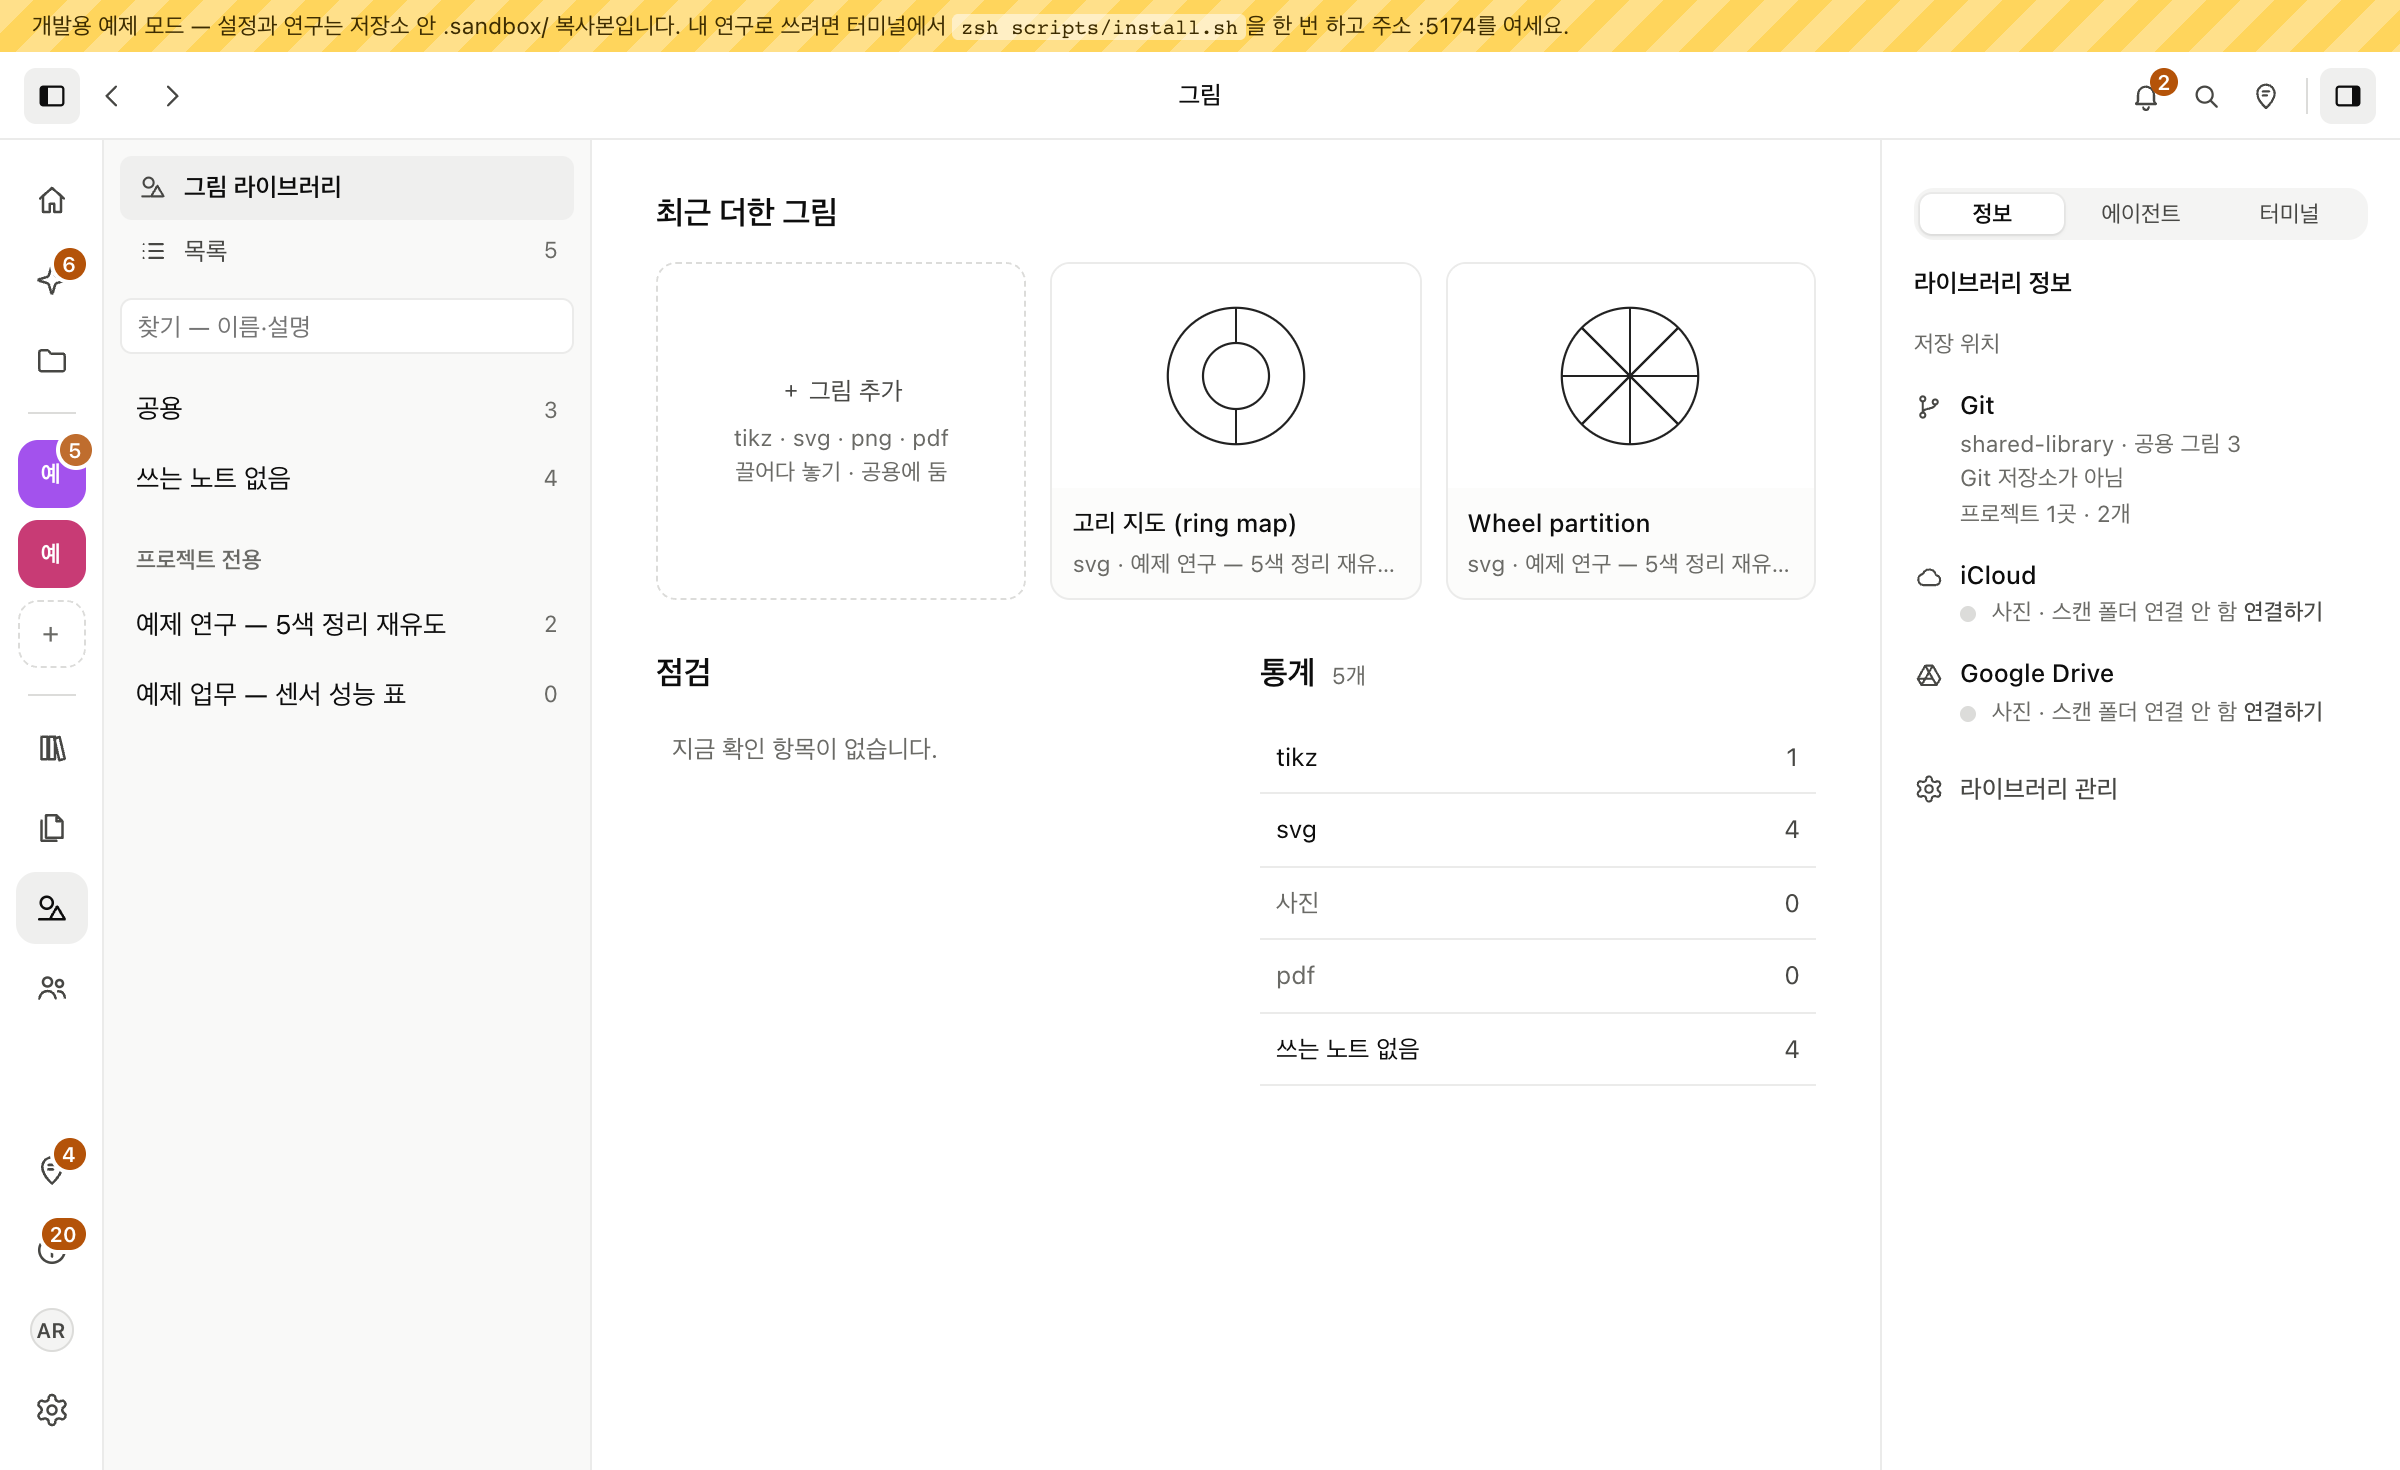 개발용 예제 모드 — 설정과 연구는 저장소 안 .sandbox/ 복사본입니다. 내 연구로 쓰려면 터미널에서 zsh scripts/install.sh을 한 번 하고 주소 :5174를 여세요.
그림
2
6
5
예
예
+
4
20
AR
그림 라이브러리
목록 5
찾기 — 이름·설명
공용 3
쓰는 노트 없음 4
프로젝트 전용
예제 연구 — 5색 정리 재유도 2
예제 업무 — 센서 성능 표 0
최근 더한 그림
+ 그림 추가
tikz · svg · png · pdf
끌어다 놓기 · 공용에 둠
고리 지도 (ring map)
svg · 예제 연구 — 5색 정리 재유...
Wheel partition
svg · 예제 연구 — 5색 정리 재유...
점검
지금 확인 항목이 없습니다.
통계 5개
tikz 1
svg 4
사진 0
pdf 0
쓰는 노트 없음 4
정보 에이전트 터미널
라이브러리 정보
저장 위치
Git
shared-library · 공용 그림 3
Git 저장소가 아님
프로젝트 1곳 · 2개
iCloud
사진 · 스캔 폴더 연결 안 함 연결하기
Google Drive
사진 · 스캔 폴더 연결 안 함 연결하기
라이브러리 관리